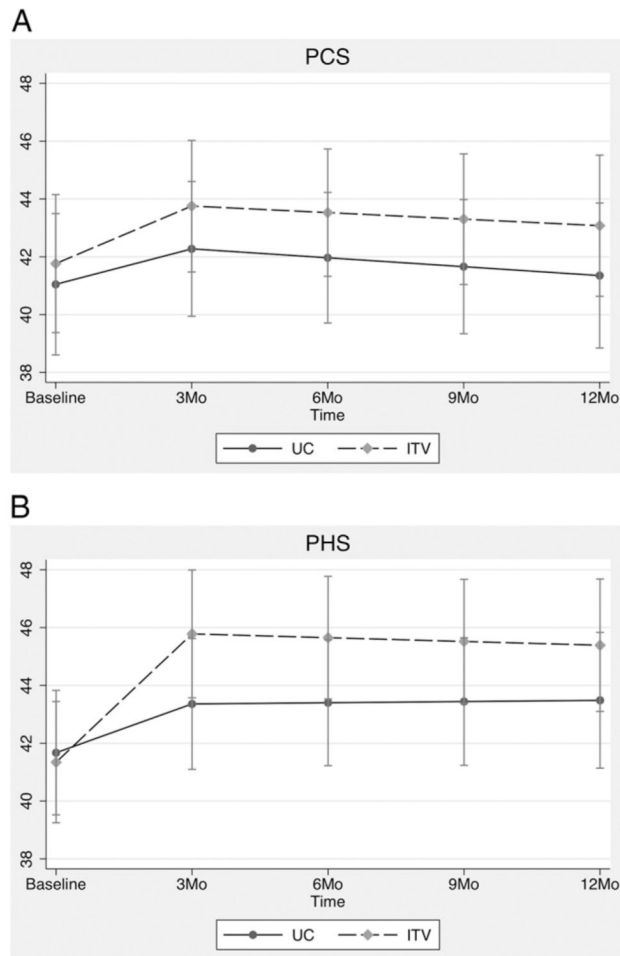 A
PCS
48
46
44
42
40
38
Baseline 3Mo 6Mo 9Mo 12Mo
Time
UC ITV
B
PHS
48
46
44
42
40
38
Baseline 3Mo 6Mo 9Mo 12Mo
Time
UC ITV